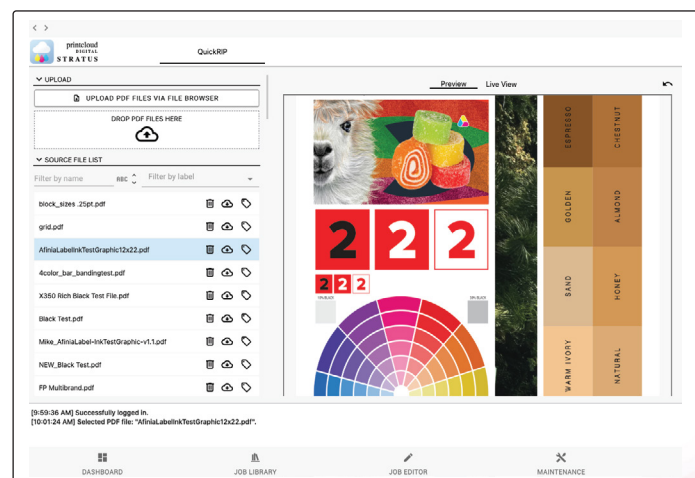 printcloud
DIGITAL
STRATUS
QuickRIP
UPLOAD
UPLOAD PDF FILES VIA FILE BROWSER
DROP PDF FILES HERE
SOURCE FILE LIST
Filter by name
ABC
Filter by label
block_sizes .25pt.pdf
grid.pdf
AfiniaLabelInkTestGraphic12x22.pdf
4color_bar_bandingtest.pdf
X350 Rich Black Test File.pdf
Black Test.pdf
Mike_AfiniaLabel-InkTestGraphic-v1.1.pdf
NEW_Black Test.pdf
FP Multibrand.pdf
Preview
Live View
2
2
2
2
2
2
ESPRESSO
CHESTNUT
GOLDEN
ALMOND
SAND
HONEY
WARM IVORY
NATURAL
[9:59:36 AM] Successfully logged in.
[10:01:24 AM] Selected PDF file: "AfiniaLabelInkTestGraphic12x22.pdf".
DASHBOARD
JOB LIBRARY
JOB EDITOR
MAINTENANCE